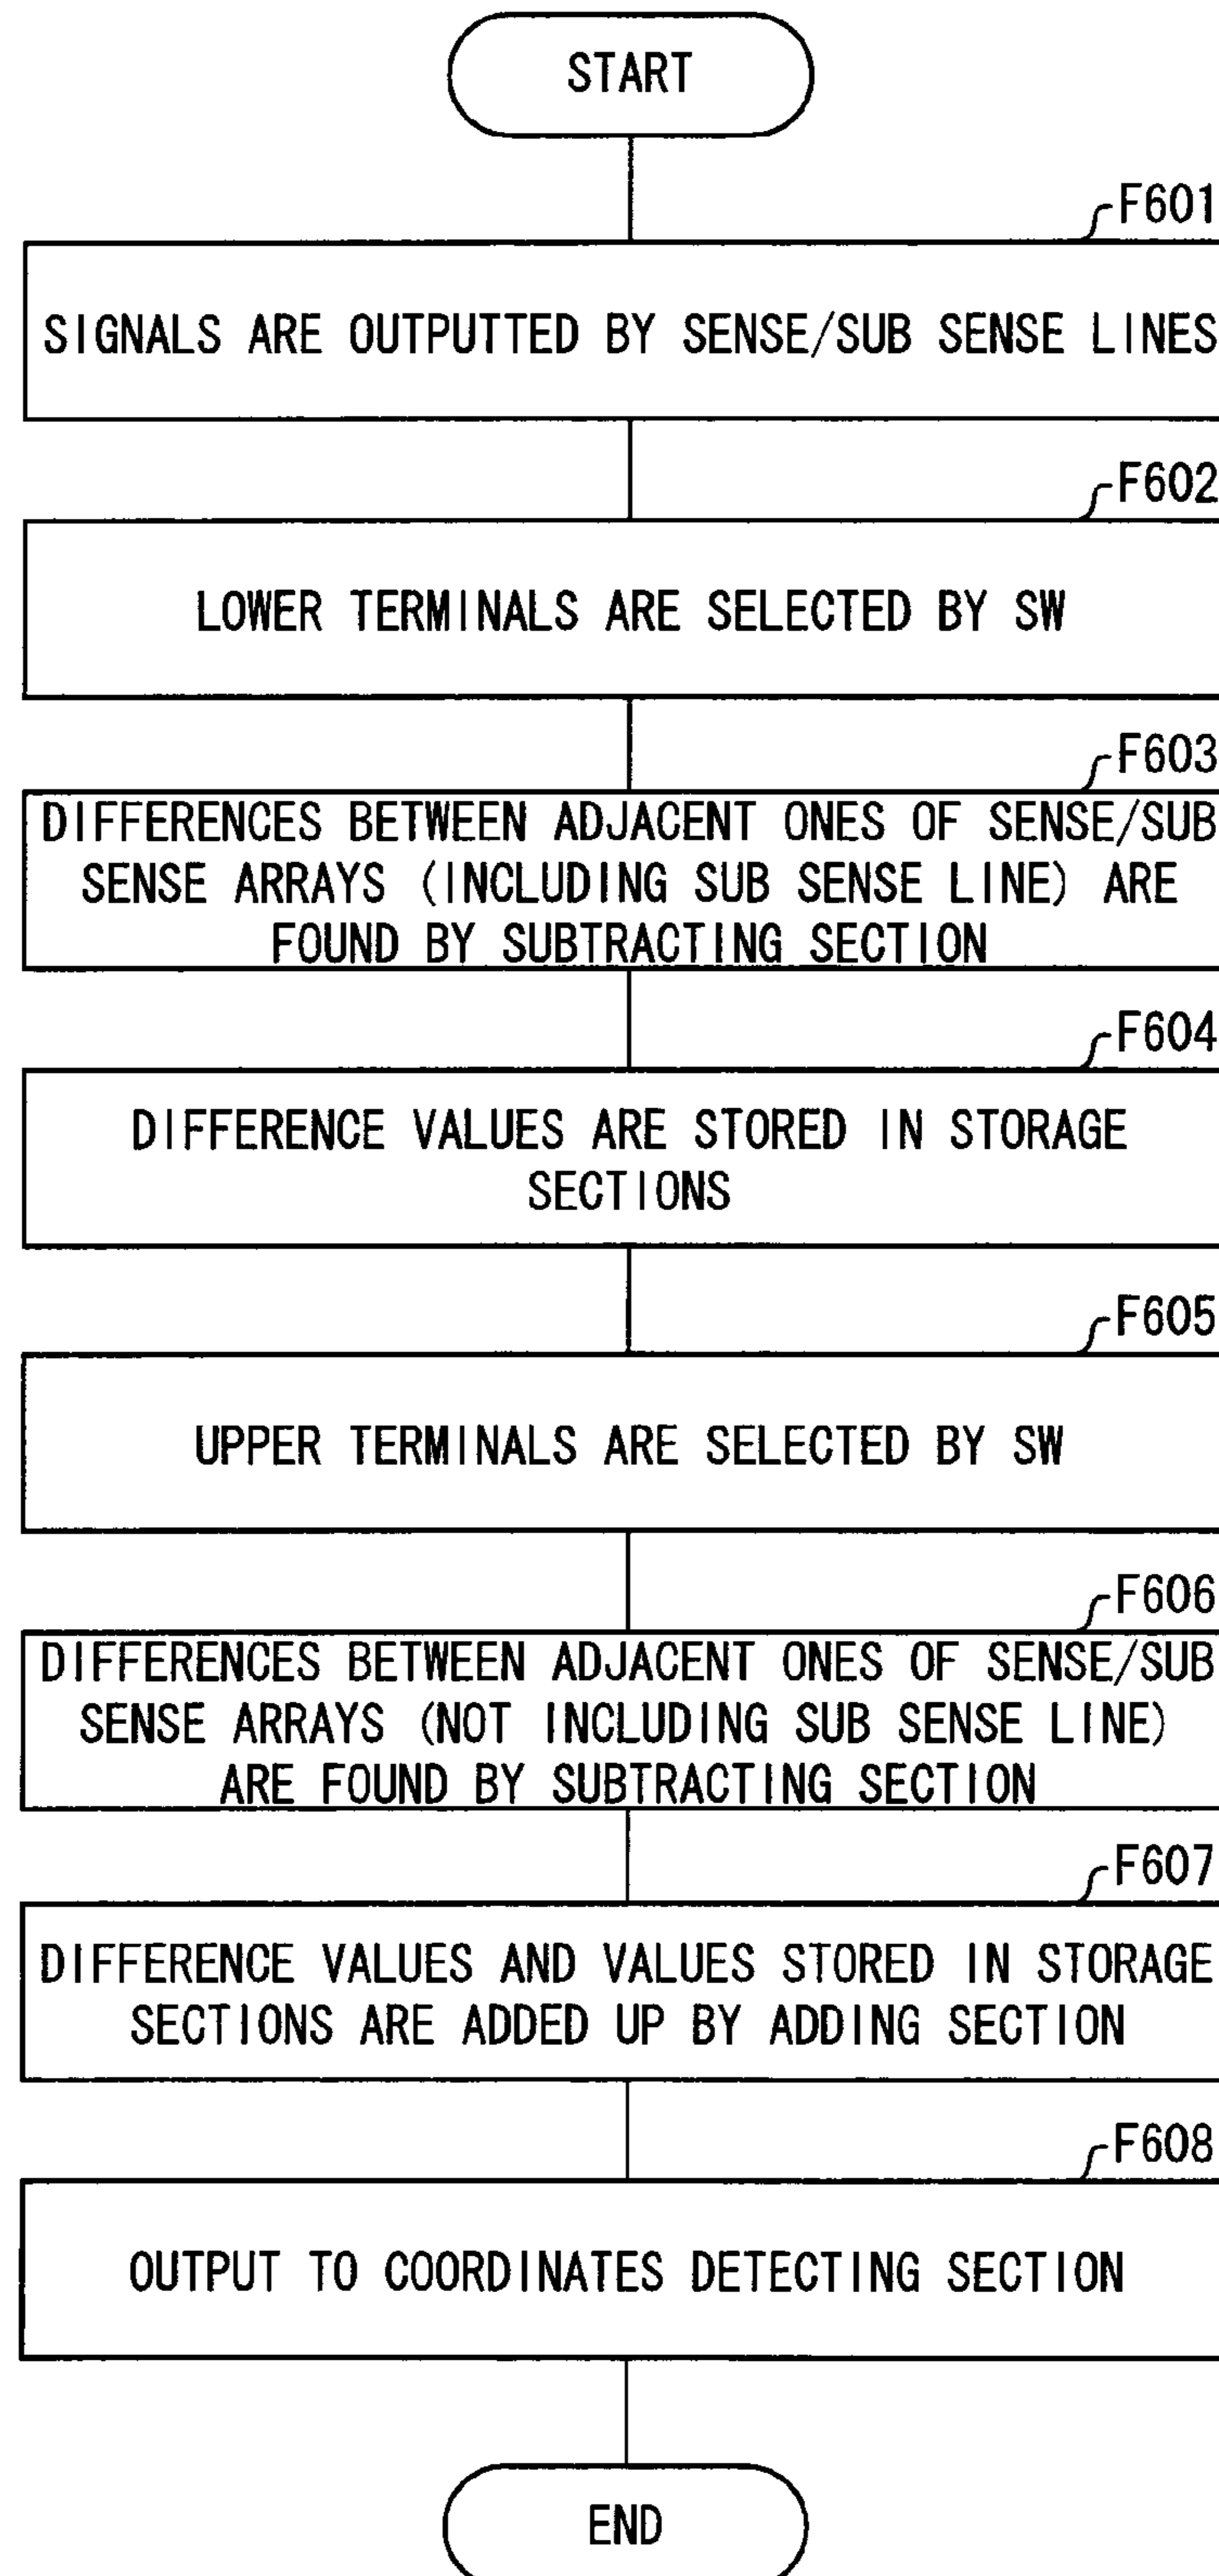 START
F601
SIGNALS ARE OUTPUTTED BY SENSE/SUB SENSE LINES
F602
LOWER TERMINALS ARE SELECTED BY SW
F603
DIFFERENCES BETWEEN ADJACENT ONES OF SENSE/SUB
SENSE ARRAYS (INCLUDING SUB SENSE LINE) ARE
FOUND BY SUBTRACTING SECTION
F604
DIFFERENCE VALUES ARE STORED IN STORAGE
SECTIONS
F605
UPPER TERMINALS ARE SELECTED BY SW
F606
DIFFERENCES BETWEEN ADJACENT ONES OF SENSE/SUB
SENSE ARRAYS (NOT INCLUDING SUB SENSE LINE)
ARE FOUND BY SUBTRACTING SECTION
F607
DIFFERENCE VALUES AND VALUES STORED IN STORAGE
SECTIONS ARE ADDED UP BY ADDING SECTION
F608
OUTPUT TO COORDINATES DETECTING SECTION
END